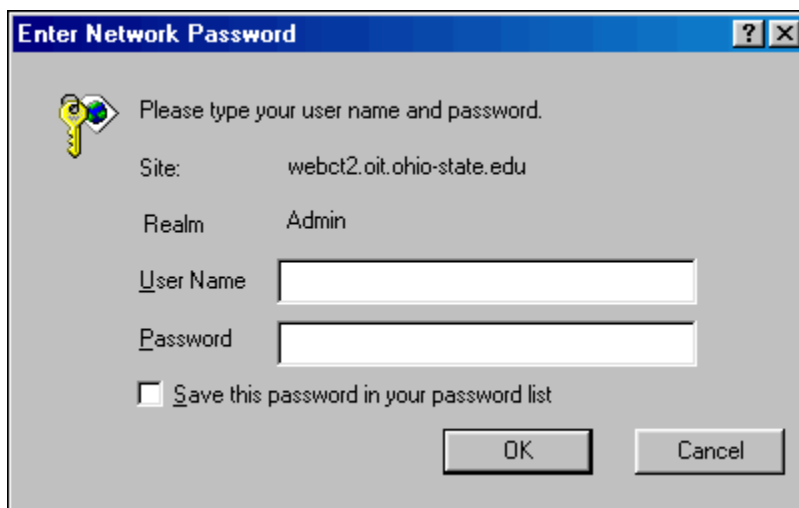 Enter Network Password
Please type your user name and password.
Site: webct2.oit.ohio-state.edu
Realm Admin
User Name
Password
Save this password in your password list
OK Cancel